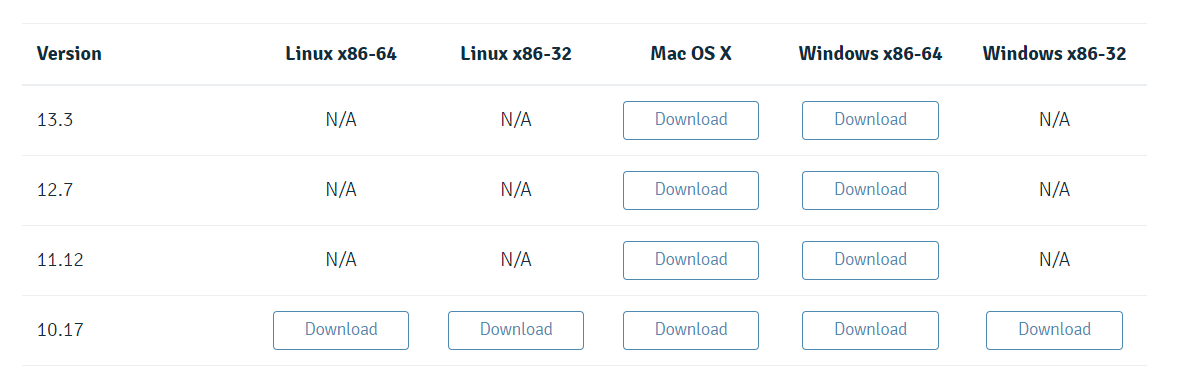 Version Linux x86-64 Linux x86-32 Mac OS X Windows x86-64 Windows x86-32
13.3 N/A N/A Download Download N/A
12.7 N/A N/A Download Download N/A
11.12 N/A N/A Download Download N/A
10.17 Download Download Download Download Download